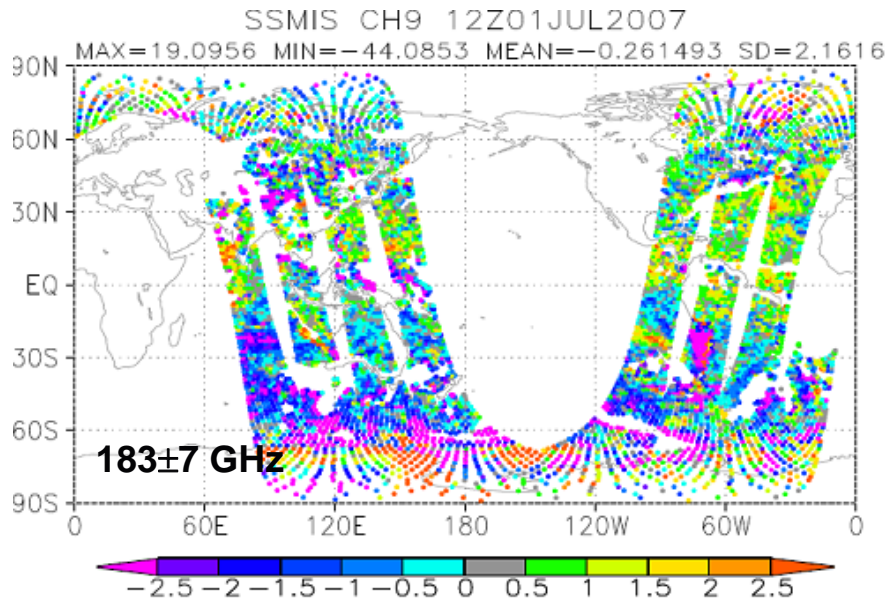 SSMIS CH9 12Z01JUL2007
MAX=19.0956 MIN=−44.0853 MEAN=−0.261493 SD=2.1616
90N
60N
30N
EQ
30S
60S
90S
183±7 GHz
0 60E 120E 180 120W 60W 0
−2.5 −2 −1.5 −1 −0.5 0 0.5 1 1.5 2 2.5